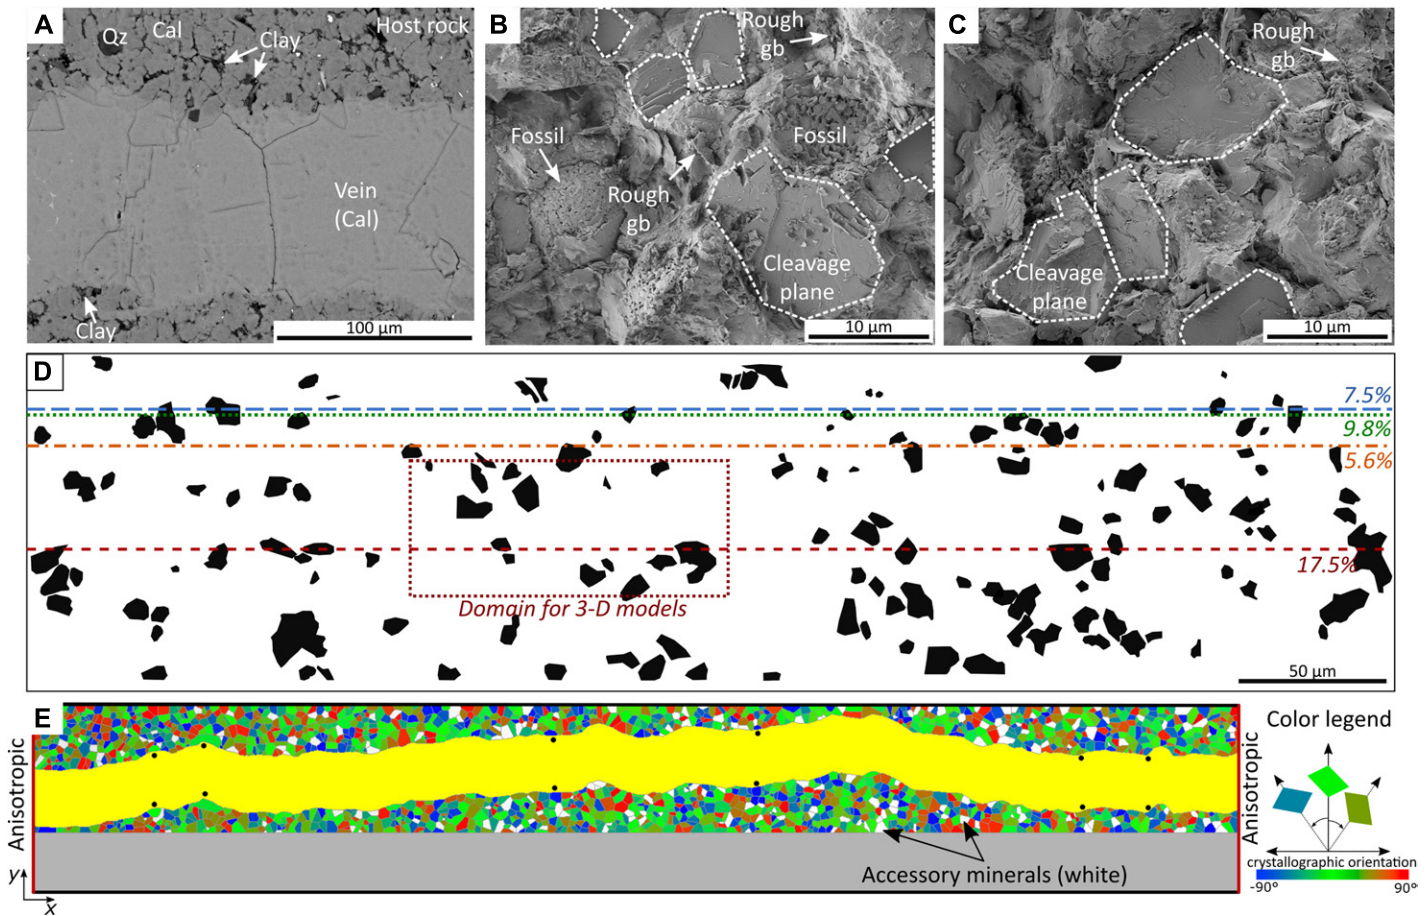 A
Qz
Cal
Clay
Host rock
Vein
(Cal)
Clay
100 µm
B
Rough
gb
Fossil
Fossil
Rough
gb
Cleavage
plane
10 µm
C
Rough
gb
Cleavage
plane
10 µm
D
7.5%
9.8%
5.6%
17.5%
Domain for 3-D models
50 µm
E
Anisotropic
Anisotropic
Accessory minerals (white)
y
x
Color legend
crystallographic orientation
-90°
90°